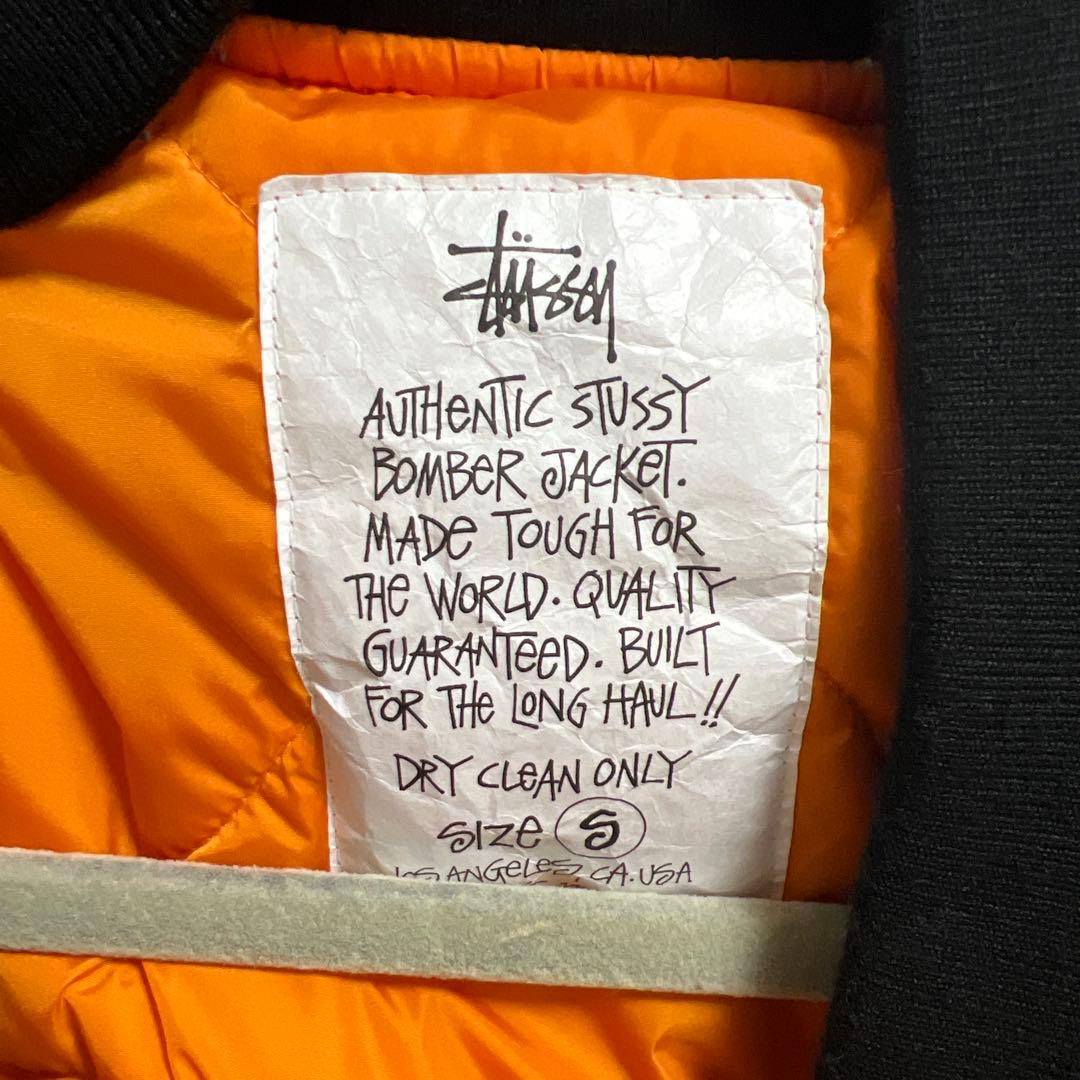 Stüssy
AUTHENTIC STUSSY
BOMBER JACKET.
MADE TOUGH FOR
THE WORLD. QUALITY
GUARANTEED. BUILT
FOR THE LONG HAUL!!
DRY CLEAN ONLY
SIZE S
LOS ANGELES, CA. USA